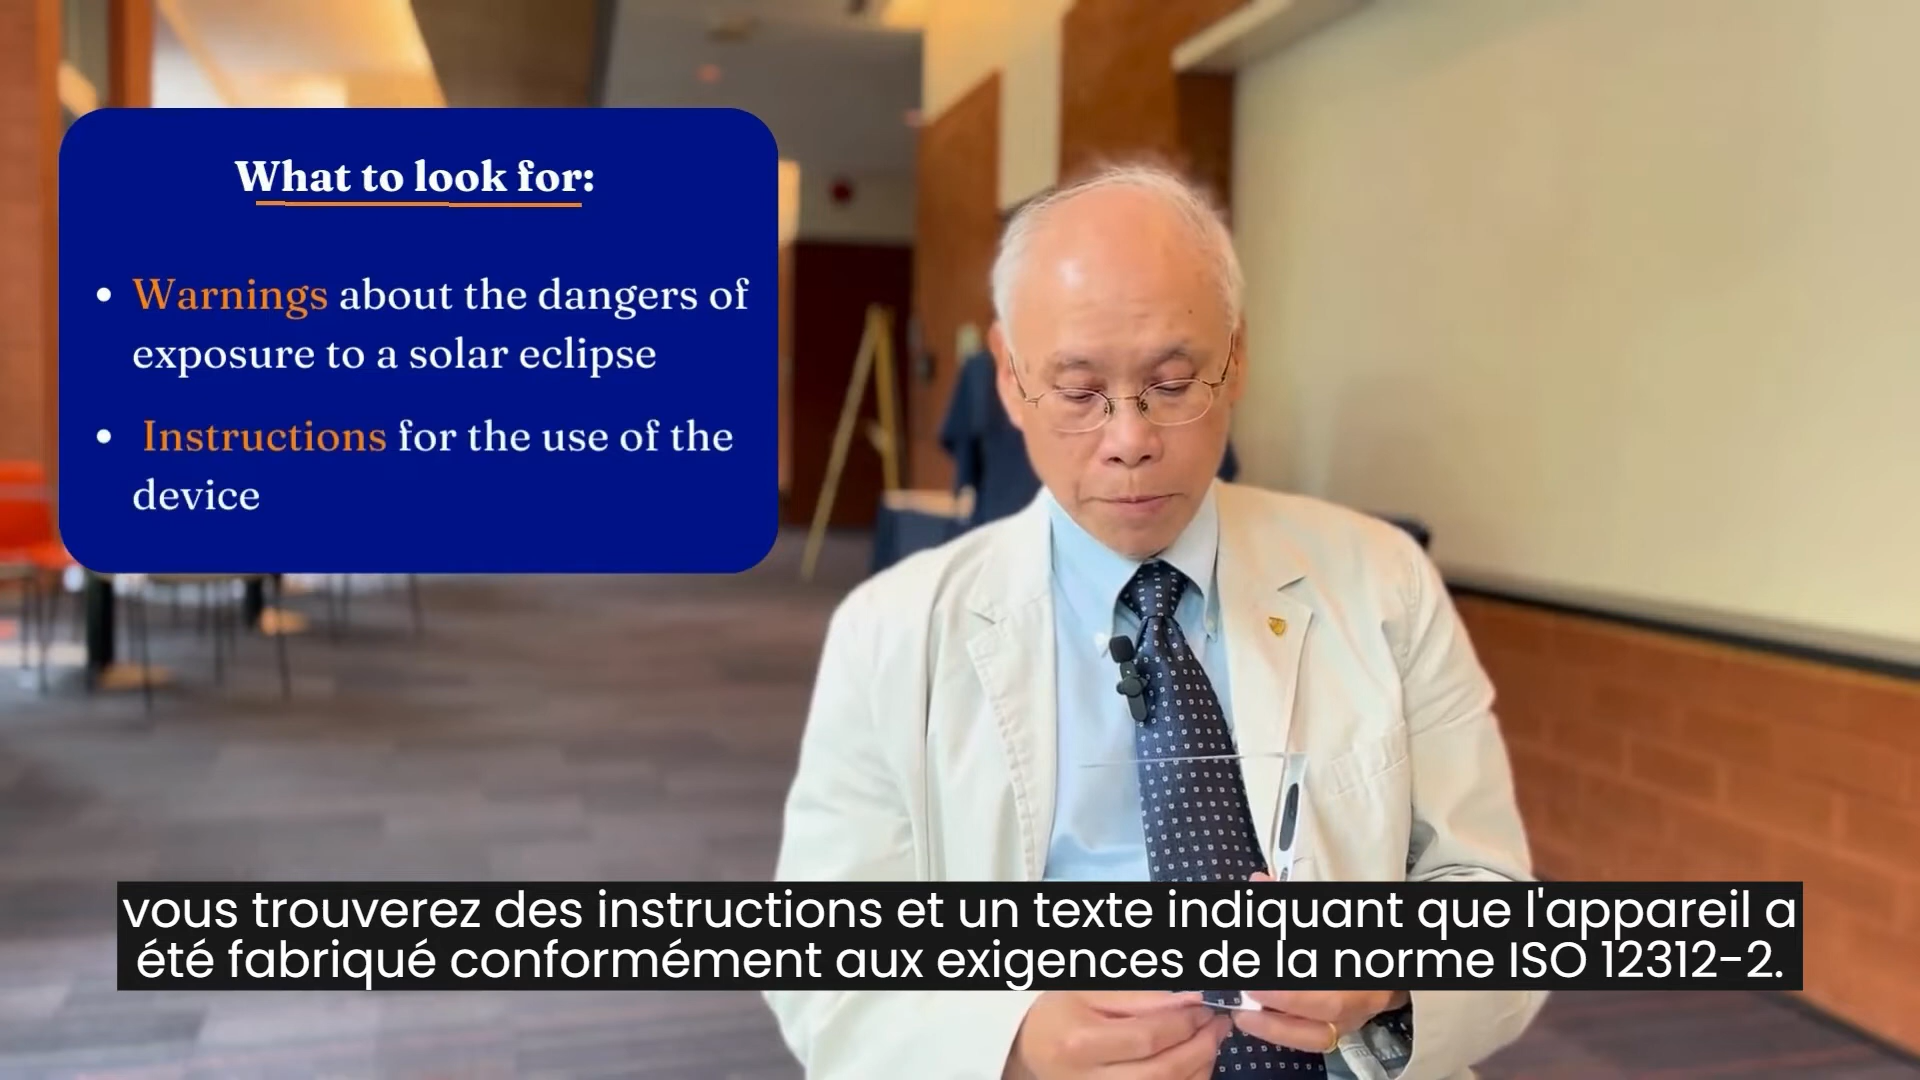 What to look for:
• Warnings about the dangers of
exposure to a solar eclipse
• Instructions for the use of the
device
vous trouverez des instructions et un texte indiquant que l'appareil a
été fabriqué conformément aux exigences de la norme ISO 12312-2.